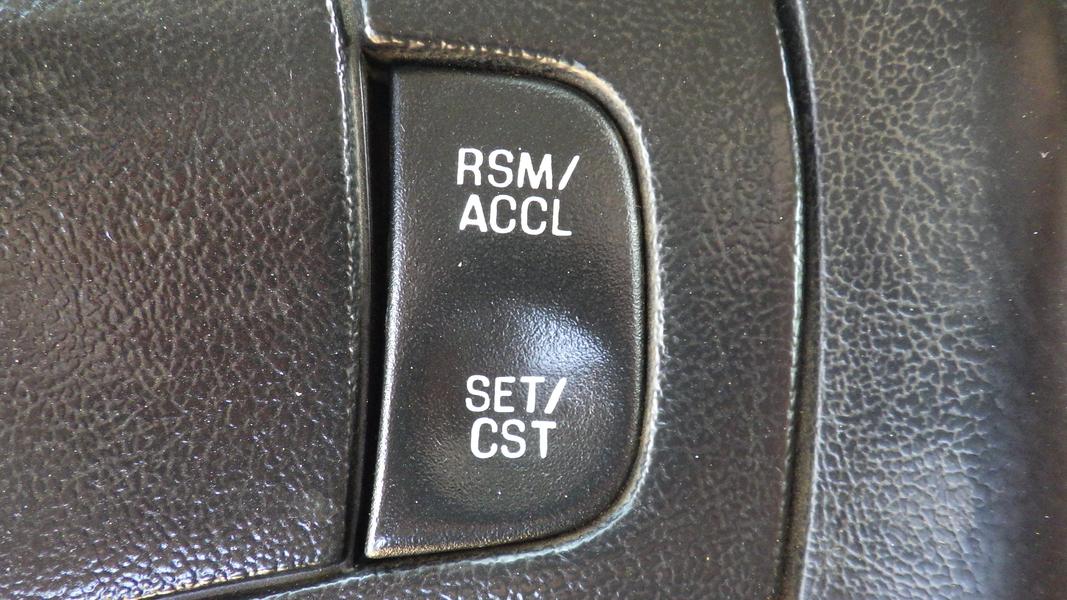 RSM/
ACCL
SET/
CST